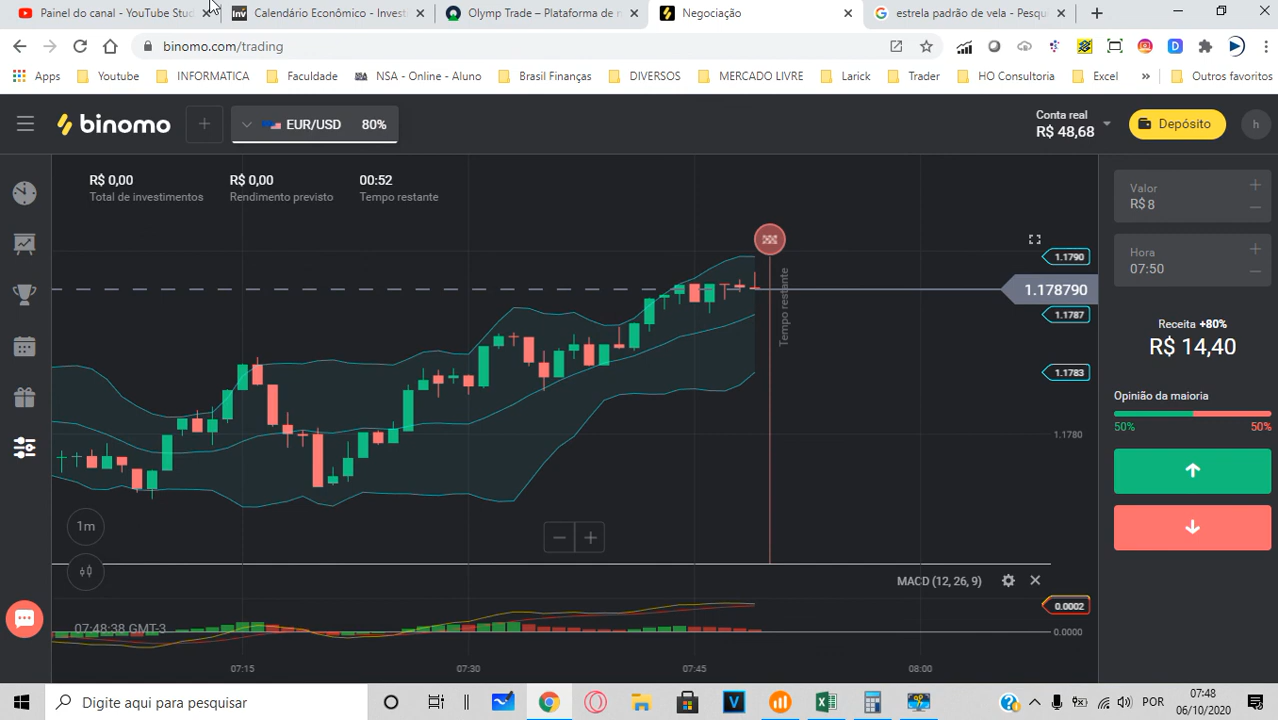 Painel do canal - YouTube Stud
Calendário Econômico - Invest
Olymp Trade – Plataforma de n
Negociação
estrela padrão de vela - Pesqu
binomo.com/trading
Apps
Youtube
INFORMATICA
Faculdade
NSA - Online - Aluno
Brasil Finanças
DIVERSOS
MERCADO LIVRE
Larick
Trader
HO Consultoria
Excel
»
Outros favoritos
binomo
EUR/USD 80%
Conta real
R$ 48,68
Depósito
h
R$ 0,00
Total de investimentos
R$ 0,00
Rendimento previsto
00:52
Tempo restante
Valor
R$ 8
Hora
07:50
Receita +80%
R$ 14,40
Opinião da maioria
50% 50%
Tempo restante
1.1790
1.178790
1.1787
1.1783
1.1780
1m
MACD (12, 26, 9)
0.0002
0.0000
07:48:38 GMT-3
07:15
07:30
07:45
08:00
Digite aqui para pesquisar
POR
07:48
06/10/2020